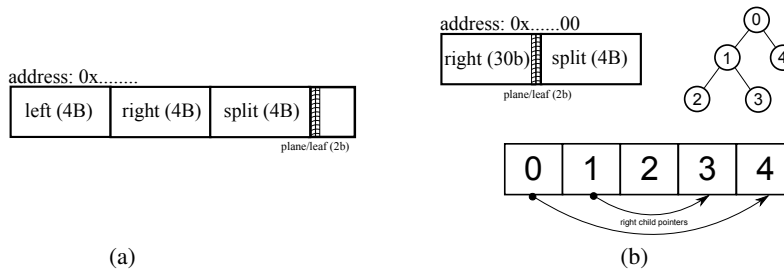 address: 0x........
left (4B) right (4B) split (4B)
plane/leaf (2b)
(a)
address: 0x......00
right (30b) split (4B)
plane/leaf (2b)
0
1 4
2 3
0 1 2 3 4
right child pointers
(b)